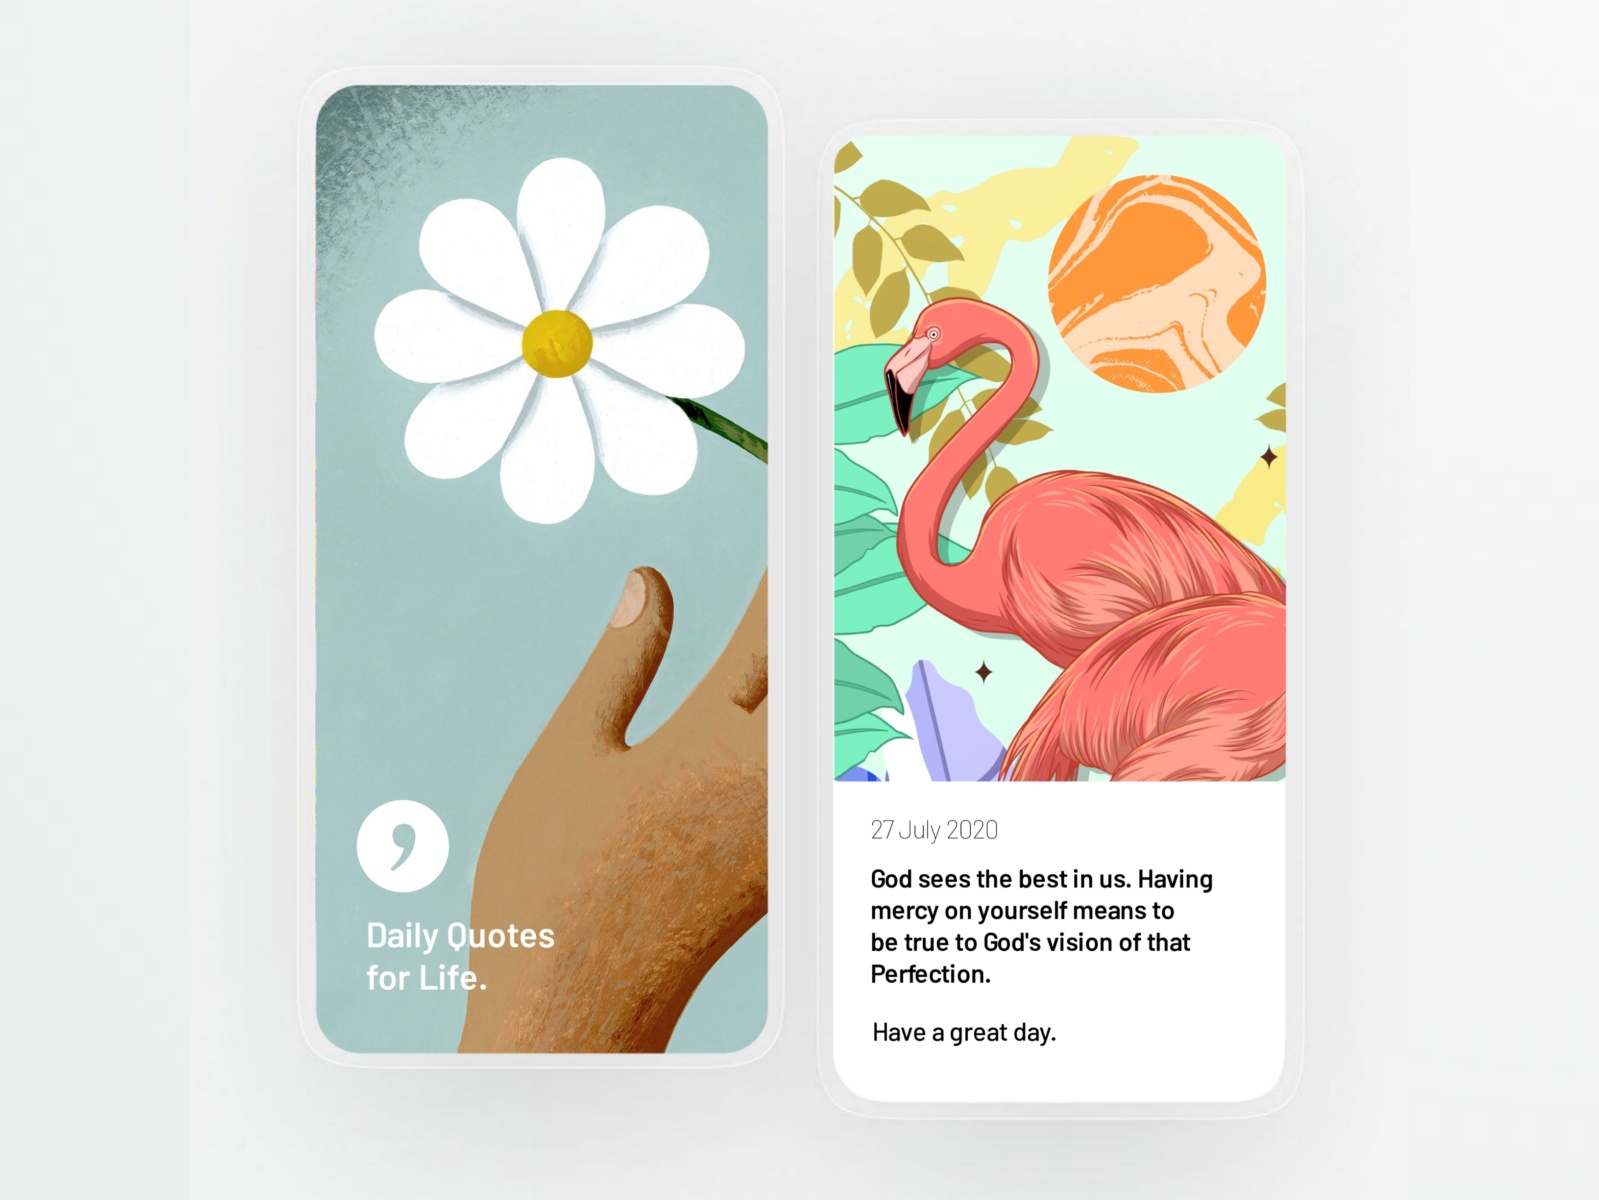 Daily Quotes
for Life.
27 July 2020
God sees the best in us. Having
mercy on yourself means to
be true to God's vision of that
Perfection.
Have a great day.